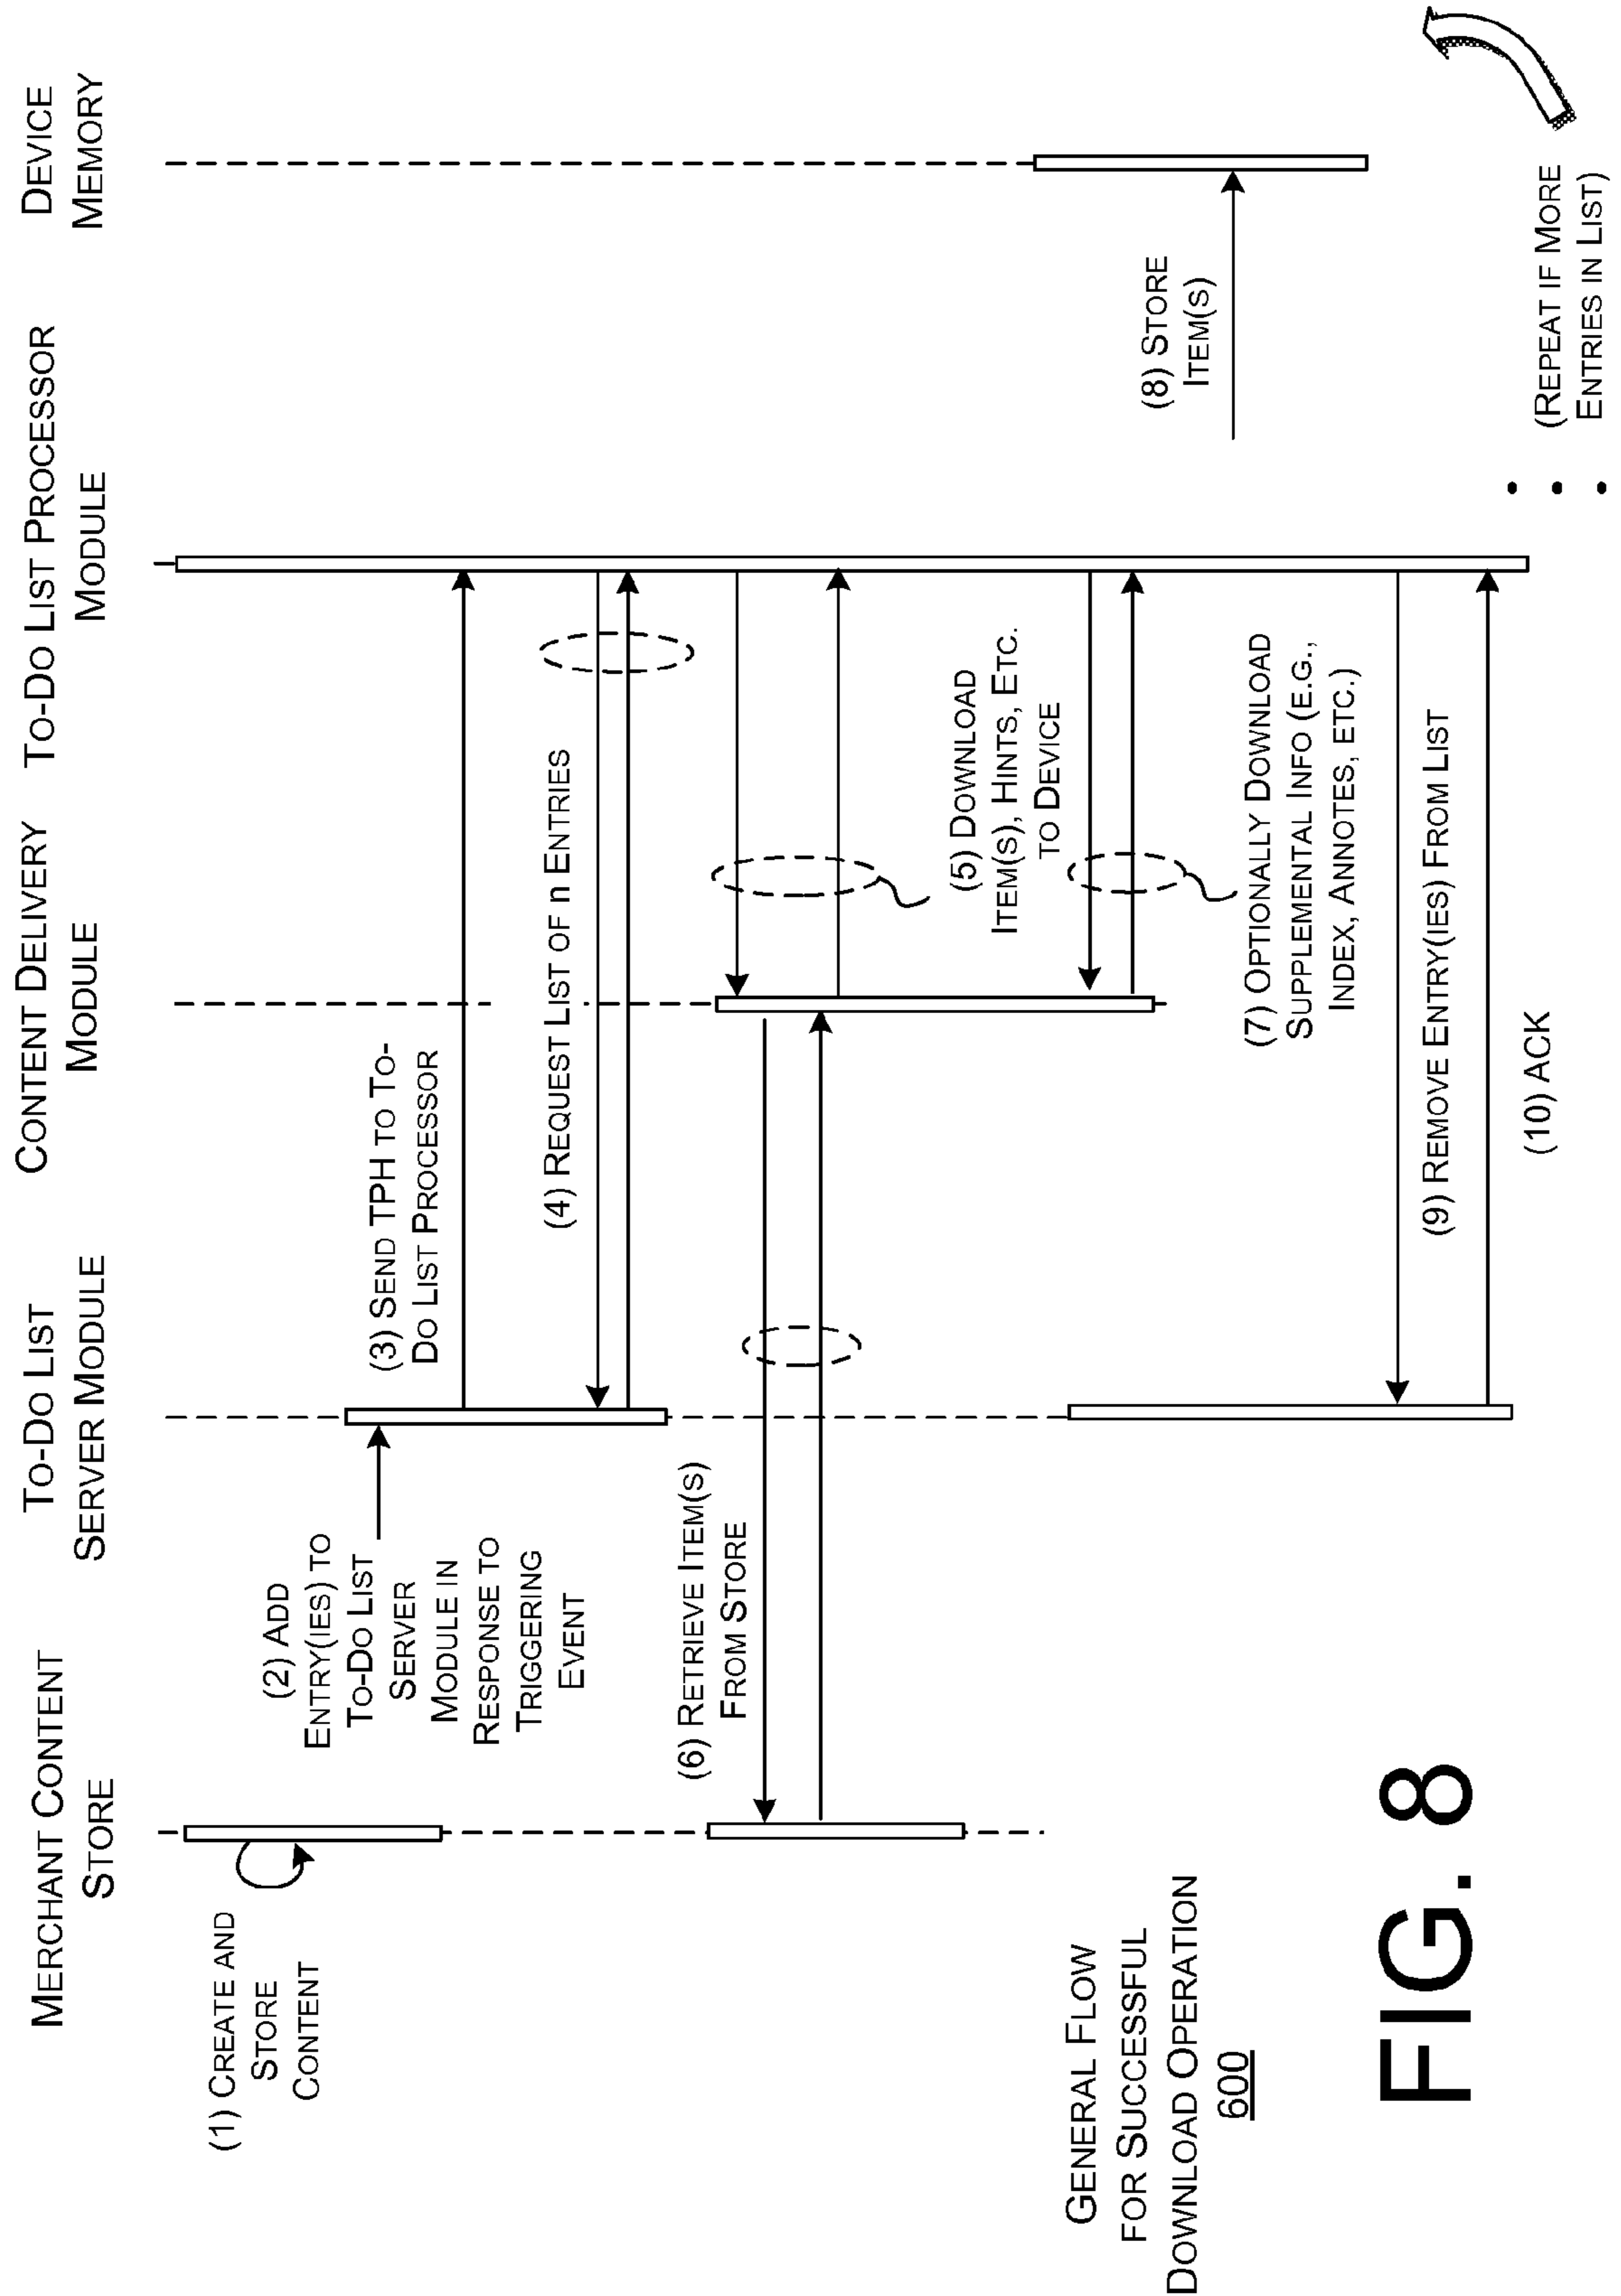 MERCHANT CONTENT
STORE
TO-DO LIST
SERVER MODULE
CONTENT DELIVERY
MODULE
TO-DO LIST PROCESSOR
MODULE
DEVICE
MEMORY
(1) CREATE AND
STORE
CONTENT
(2) ADD
ENTRY(IES) TO
TO-DO LIST
SERVER
MODULE IN
RESPONSE TO
TRIGGERING
EVENT
(3) SEND TPH TO TO-
DO LIST PROCESSOR
(4) REQUEST LIST OF n ENTRIES
(6) RETRIEVE ITEM(S)
FROM STORE
(5) DOWNLOAD
ITEM(S), HINTS, ETC.
TO DEVICE
(7) OPTIONALLY DOWNLOAD
SUPPLEMENTAL INFO (E.G.,
INDEX, ANNOTES, ETC.)
(8) STORE
ITEM(S)
(9) REMOVE ENTRY(IES) FROM LIST
(10) ACK
(REPEAT IF MORE
ENTRIES IN LIST)
GENERAL FLOW
FOR SUCCESSFUL
DOWNLOAD OPERATION
600
FIG. 8